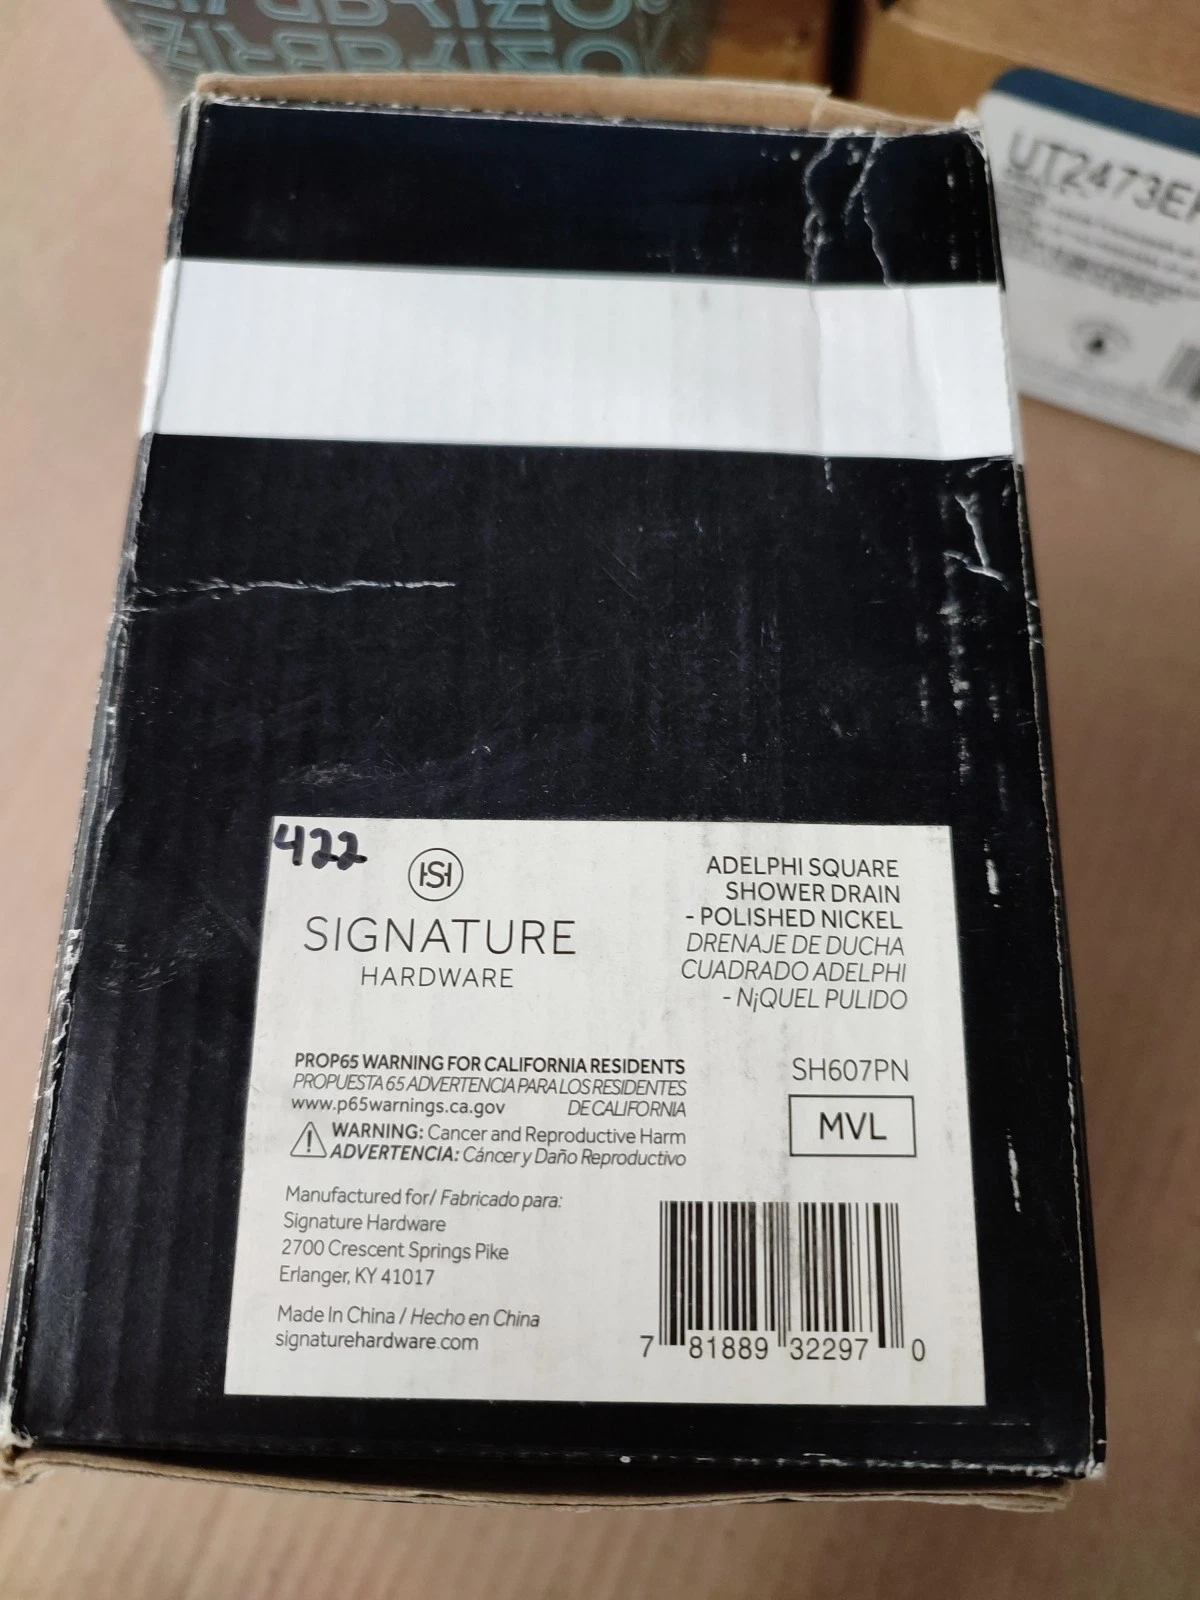 UT2473E
422
HS
SIGNATURE
HARDWARE
ADELPHI SQUARE
SHOWER DRAIN
- POLISHED NICKEL
DRENAJE DE DUCHA
CUADRADO ADELPHI
- N¡QUEL PULIDO
PROP65 WARNING FOR CALIFORNIA RESIDENTS
PROPUESTA 65 ADVERTENCIA PARA LOS RESIDENTES
www.p65warnings.ca.gov DE CALIFORNIA
WARNING: Cancer and Reproductive Harm
ADVERTENCIA: Cáncer y Daño Reproductivo
SH607PN
MVL
Manufactured for/ Fabricado para:
Signature Hardware
2700 Crescent Springs Pike
Erlanger, KY 41017
Made In China / Hecho en China
signaturehardware.com
7 81889 32297 0